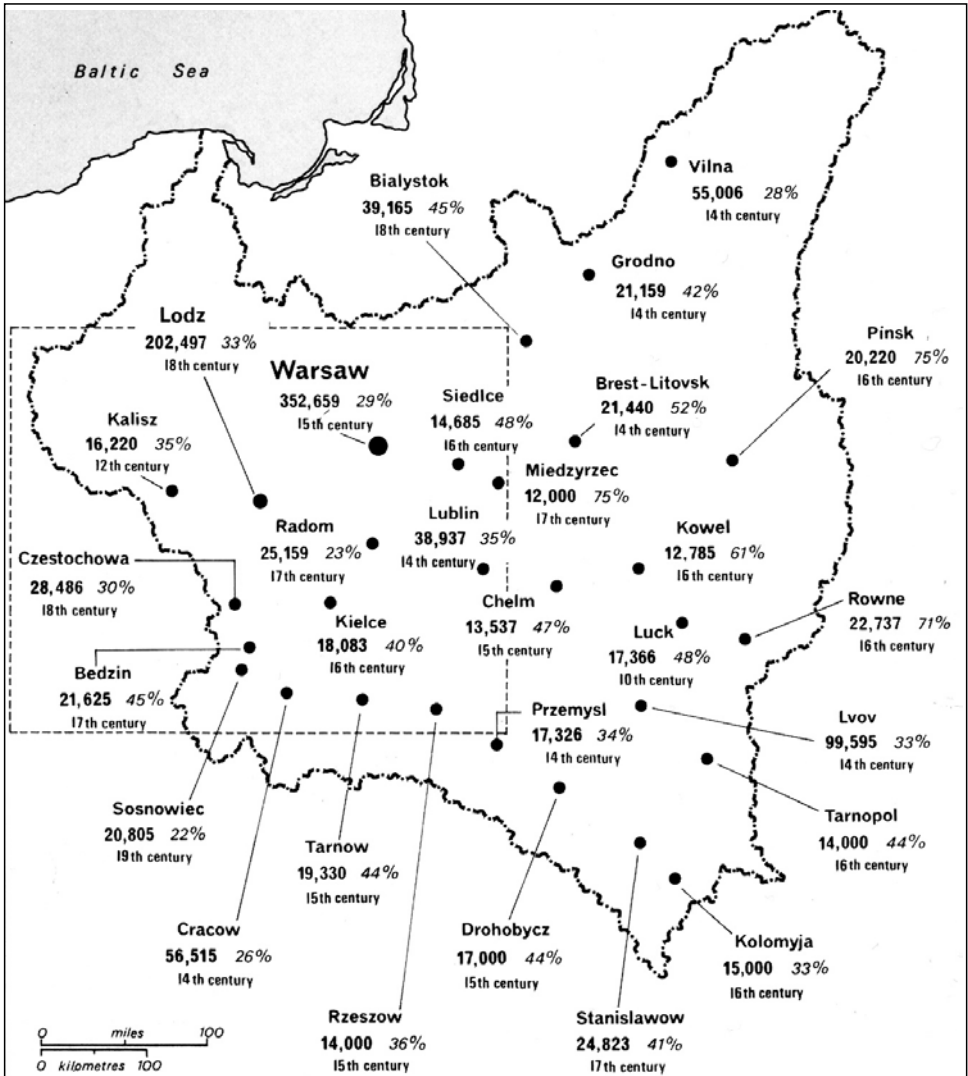 Baltic Sea
Vilna
55,006 28%
14th century
Bialystok
39,165 45%
18th century
Grodno
21,159 42%
14th century
Lodz
202,497 33%
18th century
Pinsk
20,220 75%
16th century
Warsaw
352,659 29%
15th century
Siedlce
14,685 48%
16th century
Brest-Litovsk
21,440 52%
14th century
Kalisz
16,220 35%
12th century
Miedzyrzec
12,000 75%
17th century
Radom
25,159 23%
17th century
Lublin
38,937 35%
14th century
Kowel
12,785 61%
16th century
Czestochowa
28,486 30%
18th century
Chelm
13,537 47%
15th century
Rowne
22,737 71%
16th century
Kielce
18,083 40%
16th century
Luck
17,366 48%
10th century
Bedzin
21,625 45%
17th century
Przemysl
17,326 34%
14th century
Lvov
99,595 33%
14th century
Sosnowiec
20,805 22%
19th century
Tarnopol
14,000 44%
16th century
Tarnow
19,330 44%
15th century
Cracow
56,515 26%
14th century
Drohobycz
17,000 44%
15th century
Kolomyja
15,000 33%
16th century
Rzeszow
14,000 36%
15th century
Stanislawow
24,823 41%
17th century
0 miles 100
0 kilometres 100